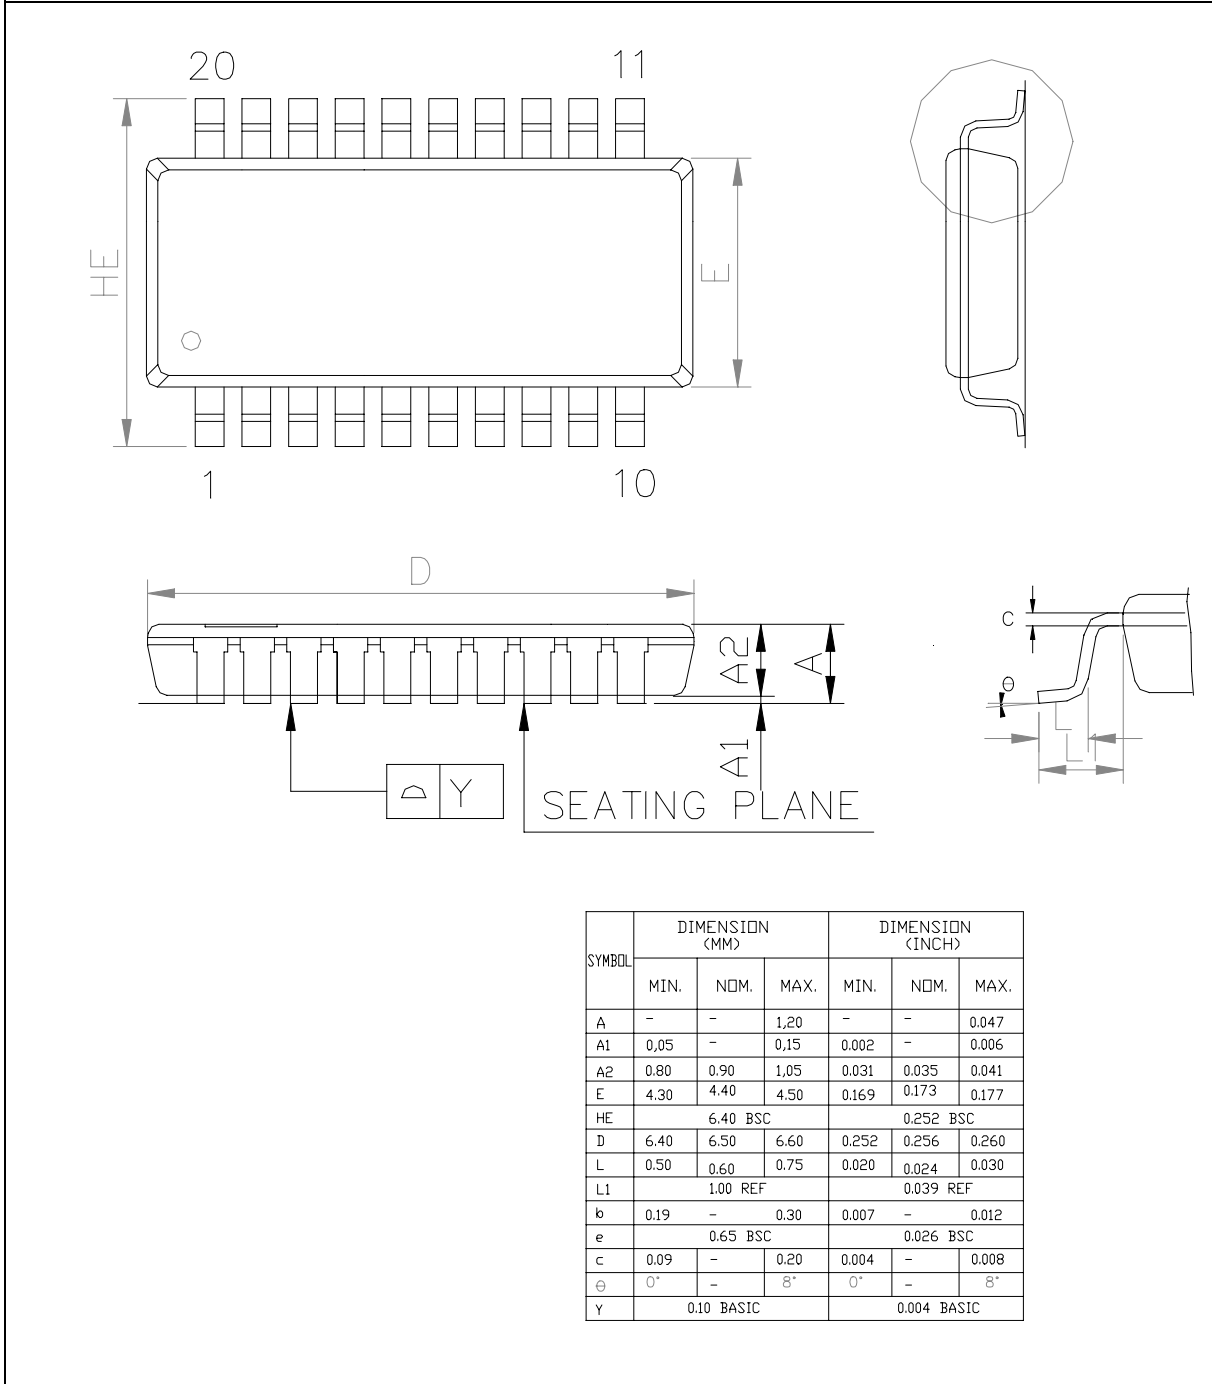 20 11
HE
E
1 10
D
A2
A
A1
Y
SEATING PLANE
C
θ
L
L
SYMBOL DIMENSION (MM) DIMENSION (INCH)
MIN. NOM. MAX. MIN. NOM. MAX.
A - - 1,20 - - 0.047
A1 0,05 - 0,15 0.002 - 0.006
A2 0.80 0.90 1,05 0.031 0.035 0.041
E 4.30 4.40 4.50 0.169 0.173 0.177
HE 6.40 BSC 0.252 BSC
D 6.40 6.50 6.60 0.252 0.256 0.260
L 0.50 0.60 0.75 0.020 0.024 0.030
L1 1.00 REF 0.039 REF
b 0.19 - 0.30 0.007 - 0.012
e 0.65 BSC 0.026 BSC
c 0.09 - 0.20 0.004 - 0.008
θ 0° - 8° 0° - 8°
Y 0.10 BASIC 0.004 BASIC